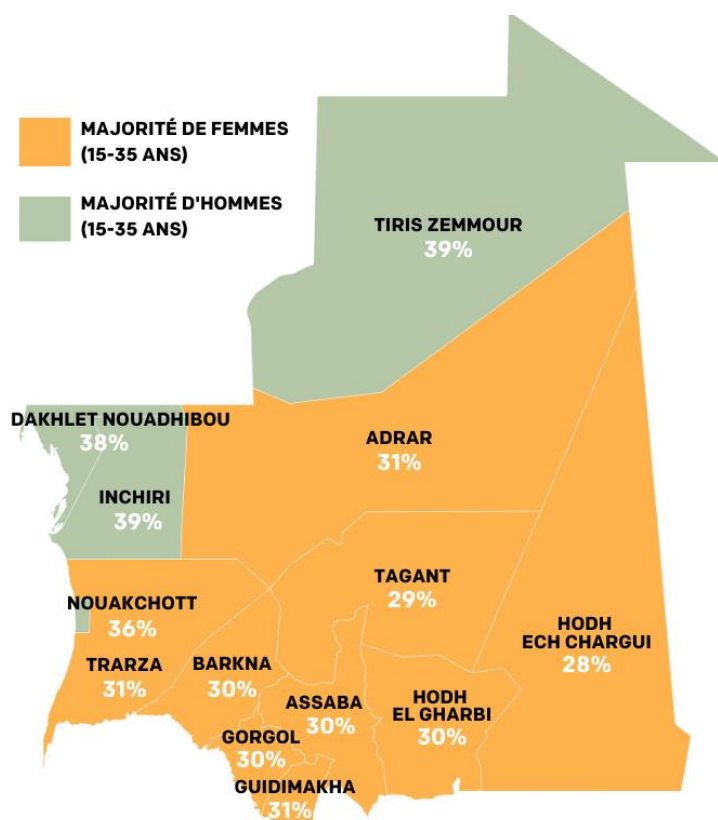 MAJORITÉ DE FEMMES
(15-35 ANS)
MAJORITÉ D'HOMMES
(15-35 ANS)
TIRIS ZEMMOUR
39%
DAKHLET NOUADHIBOU
38%
ADRAR
31%
INCHIRI
39%
TAGANT
29%
NOUAKCHOTT
36%
HODH
ECH CHARGUI
28%
TRARZA
31%
BARKNA
30%
ASSABA
30%
HODH
EL GHARBI
30%
GORGOL
30%
GUIDIMAKHA
31%